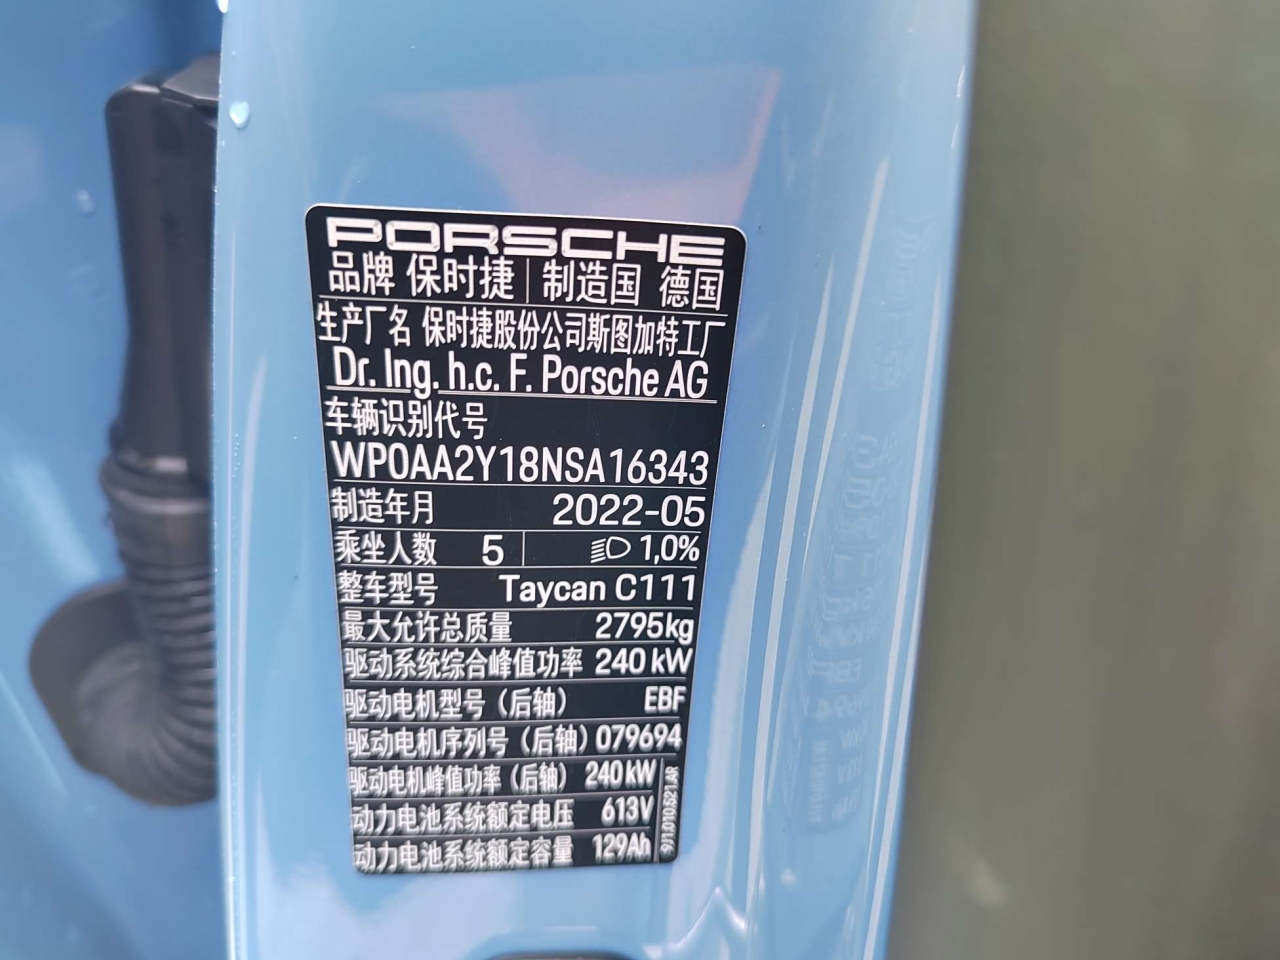 PORSCHE
品牌 保时捷 制造国 德国
生产厂名 保时捷股份公司斯图加特工厂
Dr. Ing. h.c. F. Porsche AG
车辆识别代号
WP0AA2Y18NSA16343
制造年月 2022-05
乘坐人数 5 1,0%
整车型号 Taycan C111
最大允许总质量 2795kg
驱动系统综合峰值功率 240 kW
驱动电机型号（后轴） EBF
驱动电机序列号（后轴） 079694
驱动电机峰值功率（后轴） 240 kW
动力电池系统额定电压 613V
动力电池系统额定容量 129Ah
9J1.010.521.AR